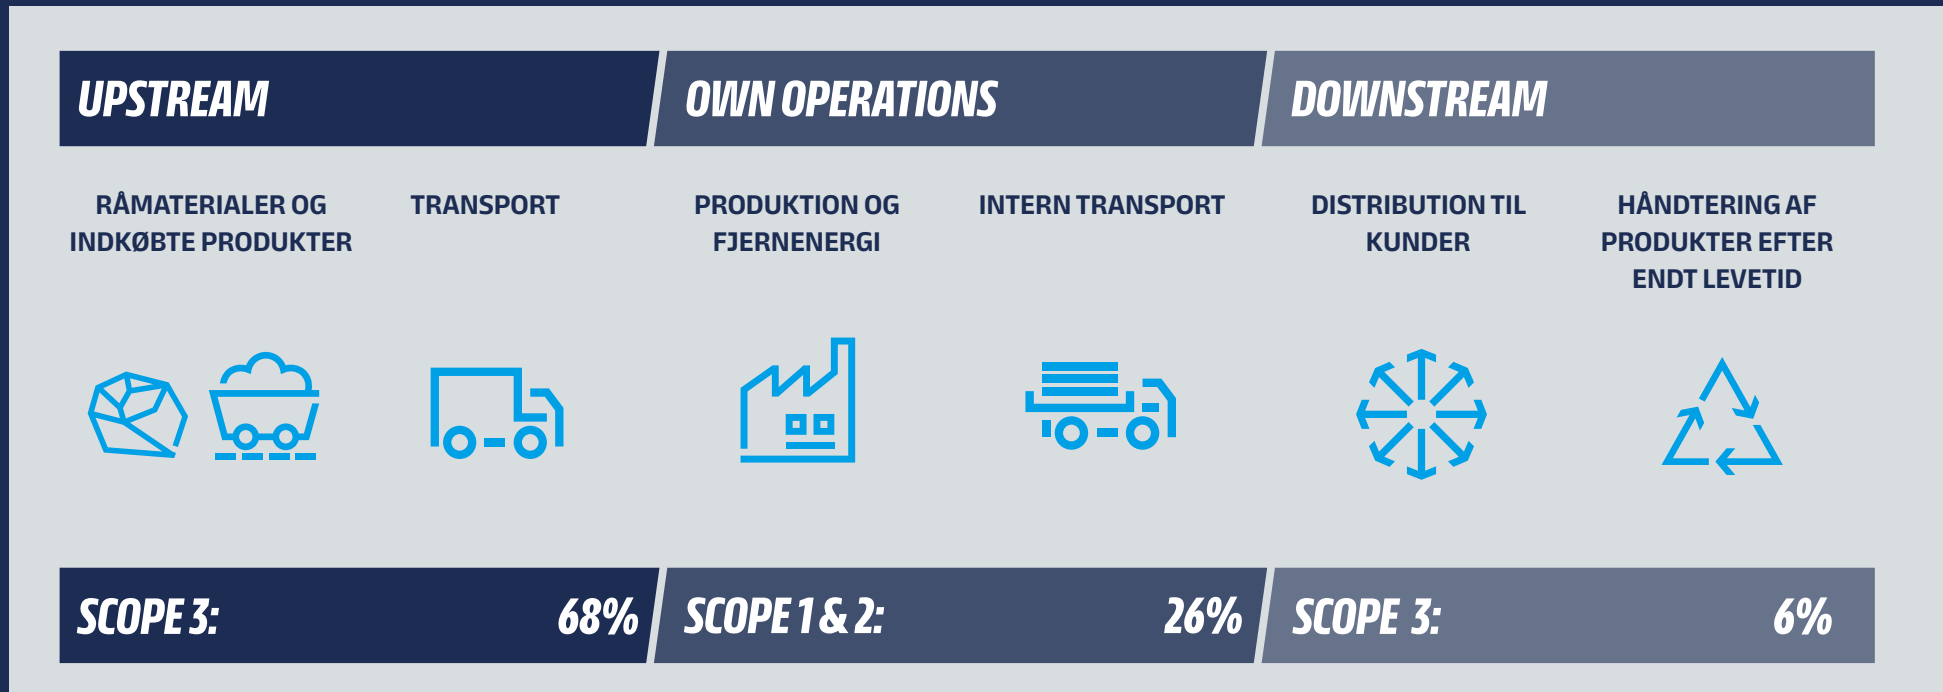 UPSTREAM
OWN OPERATIONS
DOWNSTREAM
RÅMATERIALER OG
INDKØBTE PRODUKTER
TRANSPORT
PRODUKTION OG
FJERNENERGI
INTERN TRANSPORT
DISTRIBUTION TIL
KUNDER
HÅNDTERING AF
PRODUKTER EFTER
ENDT LEVETID
SCOPE 3: 68%
SCOPE 1 & 2: 26%
SCOPE 3: 6%